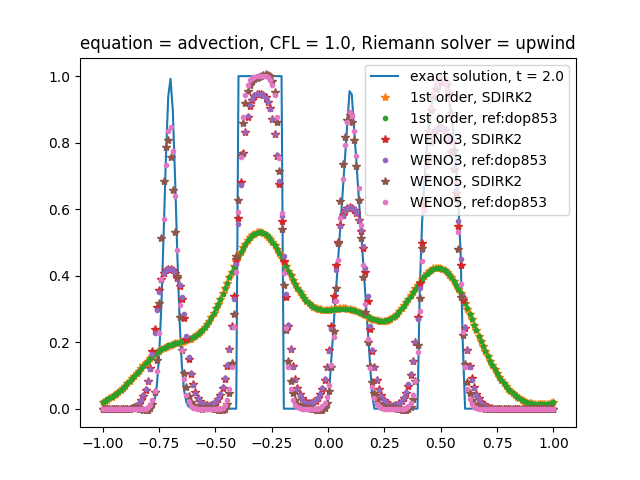 equation = advection, CFL = 1.0, Riemann solver = upwind
exact solution, t = 2.0
1st order, SDIRK2
1st order, ref:dop853
WENO3, SDIRK2
WENO3, ref:dop853
WENO5, SDIRK2
WENO5, ref:dop853
1.0
0.8
0.6
0.4
0.2
0.0
−1.00 −0.75 −0.50 −0.25 0.00 0.25 0.50 0.75 1.00